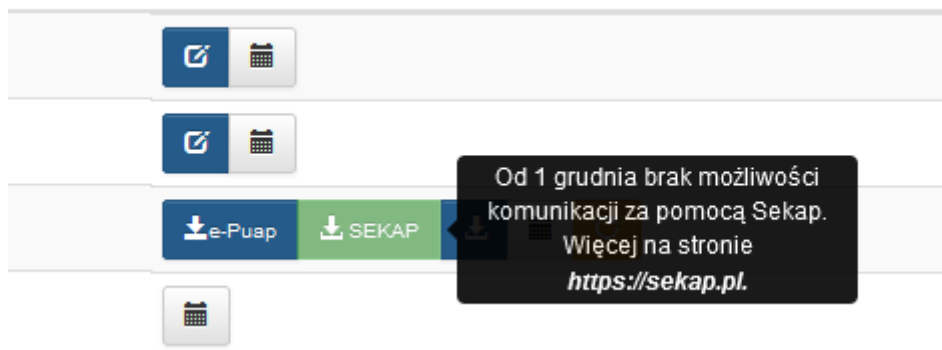 e-Puap SEKAP
Od 1 grudnia brak możliwości
komunikacji za pomocą Sekap.
Więcej na stronie
https://sekap.pl.